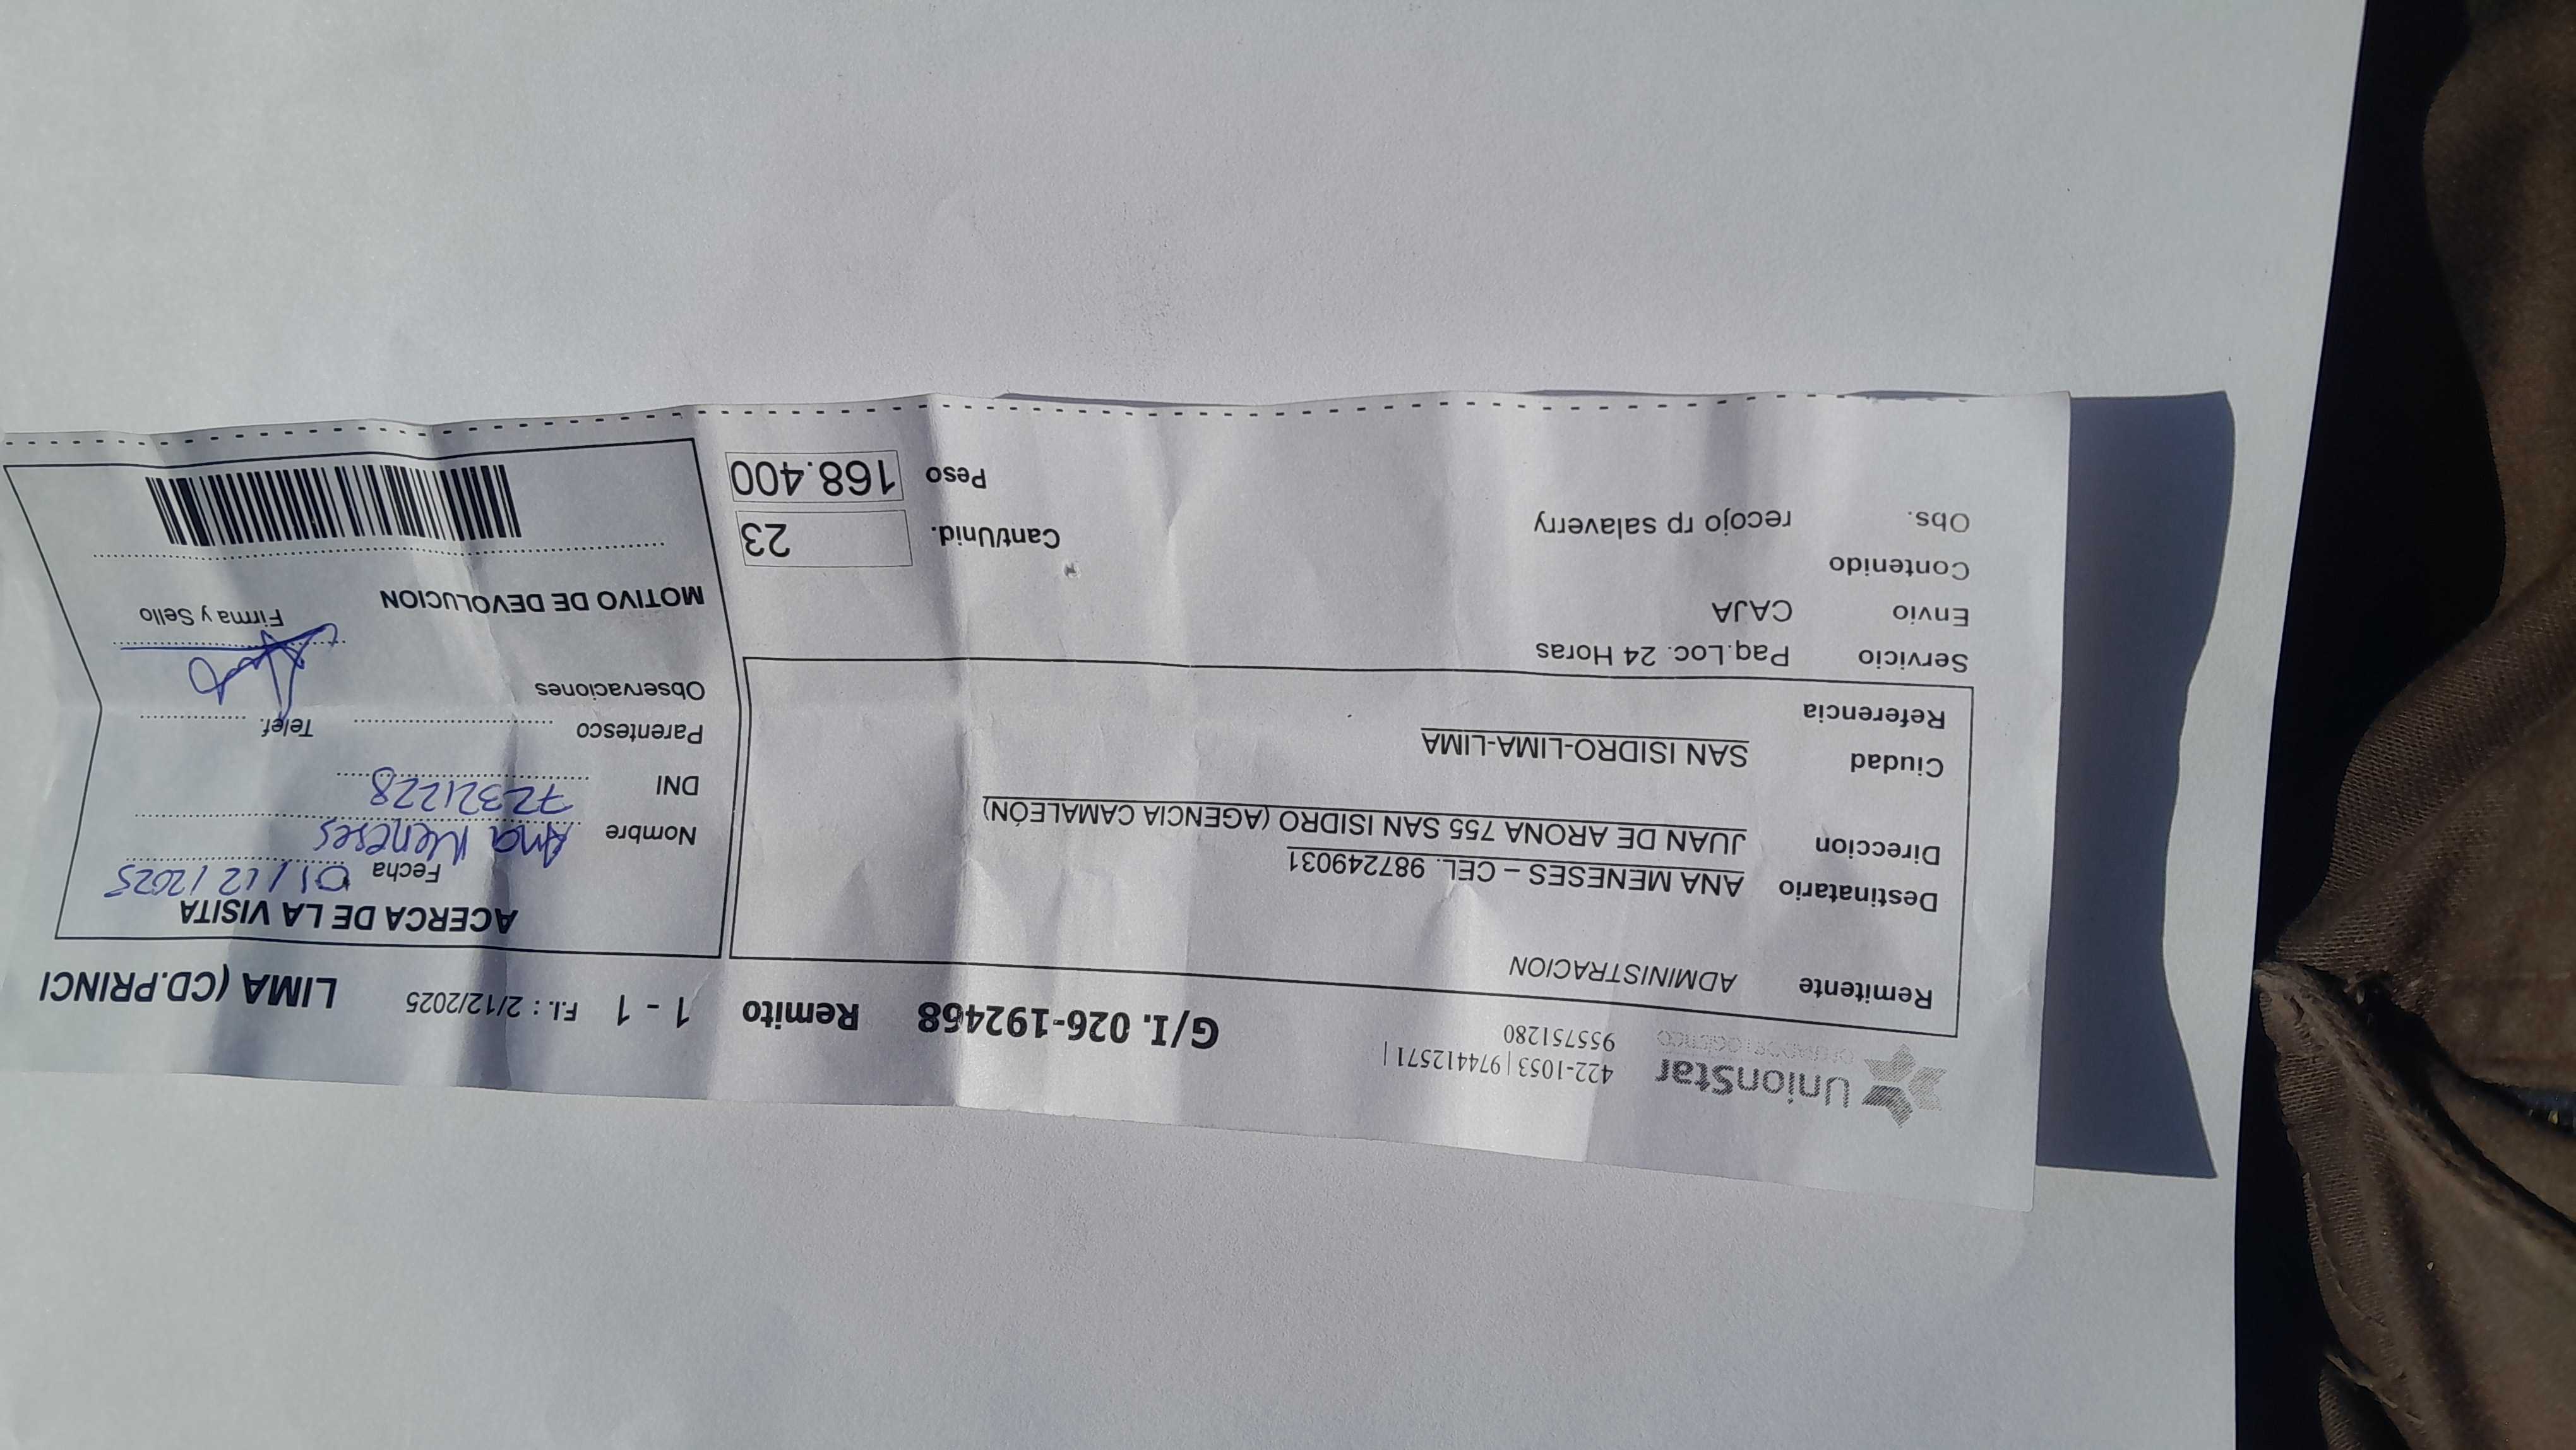 UnionStar
OPERADOR LOGÍSTICO
422-1053 | 974412571 |
955751280
G/I. 026-192468 Remito 1 - 1 F.I. : 2/12/2025 LIMA (CD.PRINCI
Remitente ADMINISTRACION
Destinatario ANA MENESES – CEL. 987249031
Direccion JUAN DE ARONA 755 SAN ISIDRO (AGENCIA CAMALEÓN)
Ciudad SAN ISIDRO-LIMA-LIMA
Referencia
Servicio Paq.Loc. 24 Horas
Envio CAJA
Contenido
Obs. recojo rp salaverry
Cant/Unid. 23
Peso 168.400
ACERCA DE LA VISITA
Fecha 01/12/2025
Nombre Ana Meneses
DNI 72321228
Parentesco Telef.
Observaciones
Firma y Sello
MOTIVO DE DEVOLUCION